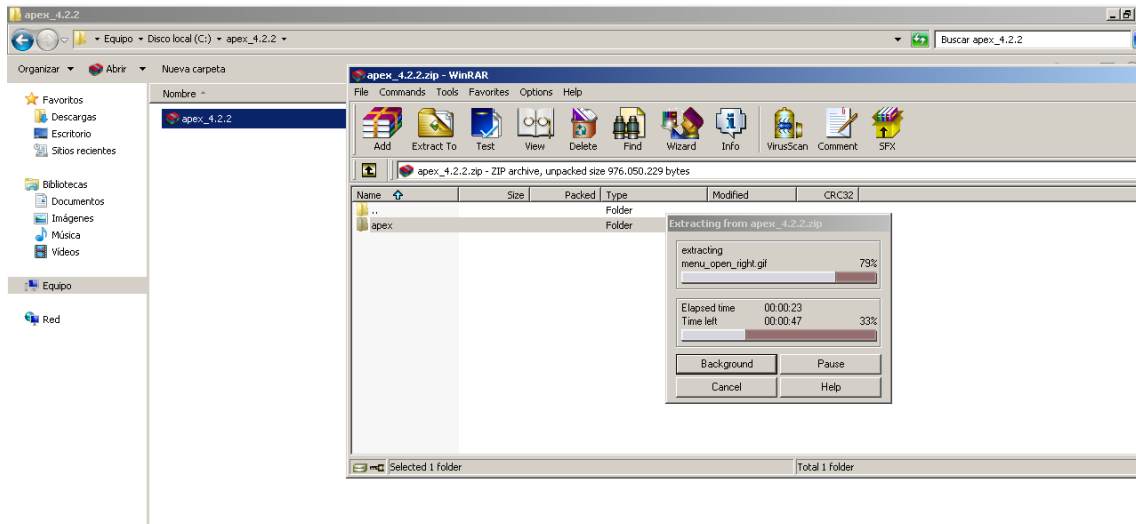 apex_4.2.2
Equipo Disco local (C:) apex_4.2.2
Buscar apex_4.2.2
Organizar Abrir Nueva carpeta
Favoritos
Descargas
Escritorio
Sitios recientes
Bibliotecas
Documentos
Imágenes
Música
Vídeos
Equipo
Red
Nombre
apex_4.2.2
apex_4.2.2.zip - WinRAR
File Commands Tools Favorites Options Help
Add Extract To Test View Delete Find Wizard Info VirusScan Comment SFX
apex_4.2.2.zip - ZIP archive, unpacked size 976.050.229 bytes
Name Size Packed Type Modified CRC32
.. Folder
apex Folder
Extracting from apex_4.2.2.zip
extracting
menu_open_right.gif 79%
Elapsed time 00:00:23
Time left 00:00:47 33%
Background Pause
Cancel Help
Selected 1 folder Total 1 folder